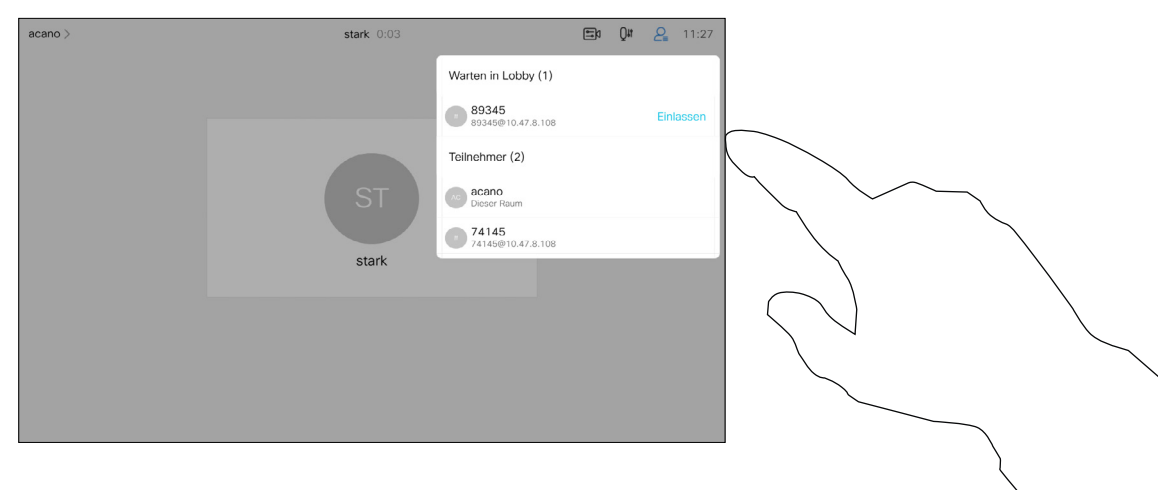 acano >
stark 0:03
11:27
Warten in Lobby (1)
89345
89345@10.47.8.108
Einlassen
Teilnehmer (2)
AC
acano
Dieser Raum
74145
74145@10.47.8.108
ST
stark